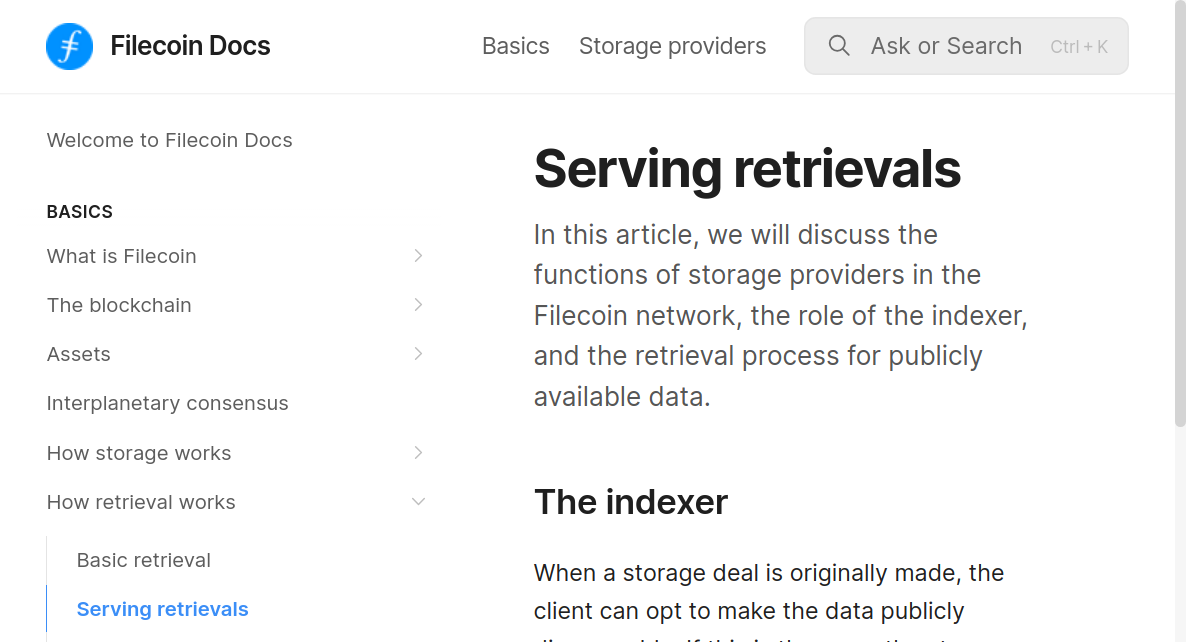 Filecoin Docs
Basics
Storage providers
Ask or Search
Ctrl + K
Welcome to Filecoin Docs
BASICS
What is Filecoin
The blockchain
Assets
Interplanetary consensus
How storage works
How retrieval works
Basic retrieval
Serving retrievals
Serving retrievals
In this article, we will discuss the
functions of storage providers in the
Filecoin network, the role of the indexer,
and the retrieval process for publicly
available data.
The indexer
When a storage deal is originally made, the
client can opt to make the data publicly